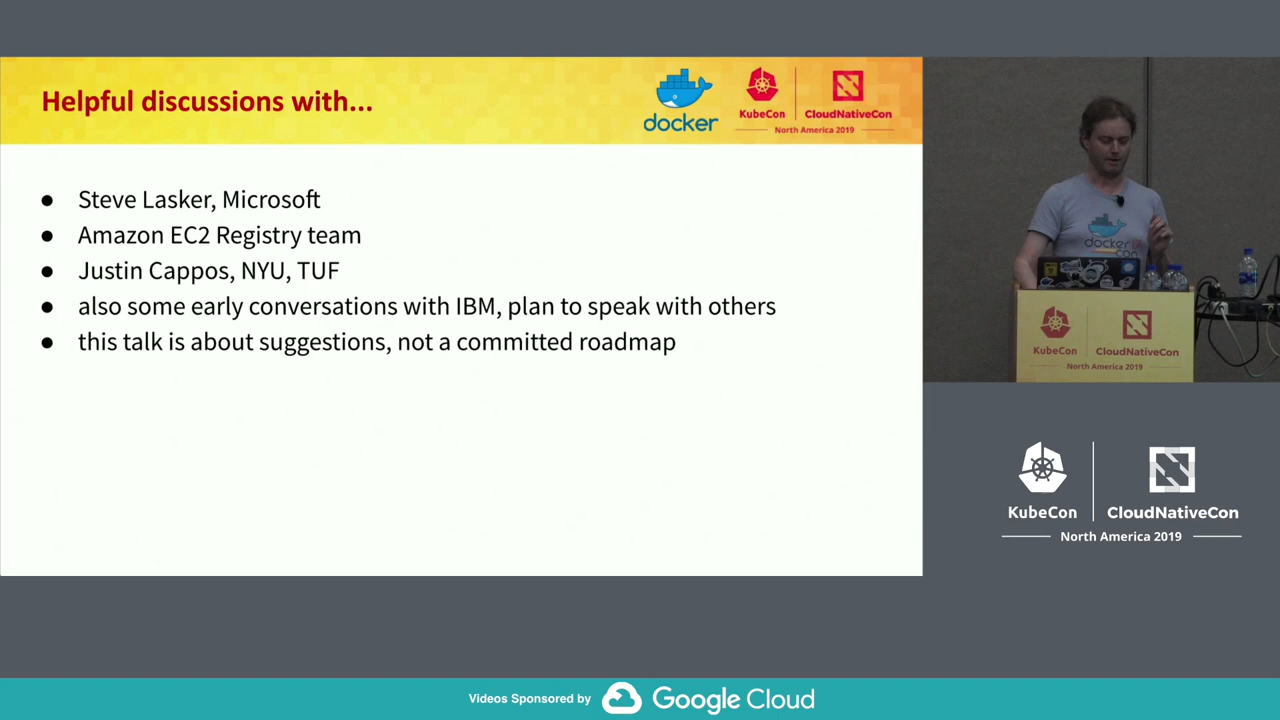 Helpful discussions with...
docker
KubeCon
CloudNativeCon
North America 2019
● Steve Lasker, Microsoft
● Amazon EC2 Registry team
● Justin Cappos, NYU, TUF
● also some early conversations with IBM, plan to speak with others
● this talk is about suggestions, not a committed roadmap
docker
con
KubeCon
CloudNativeCon
North America 2019
KubeCon
CloudNativeCon
North America 2019
Videos Sponsored by
Google Cloud